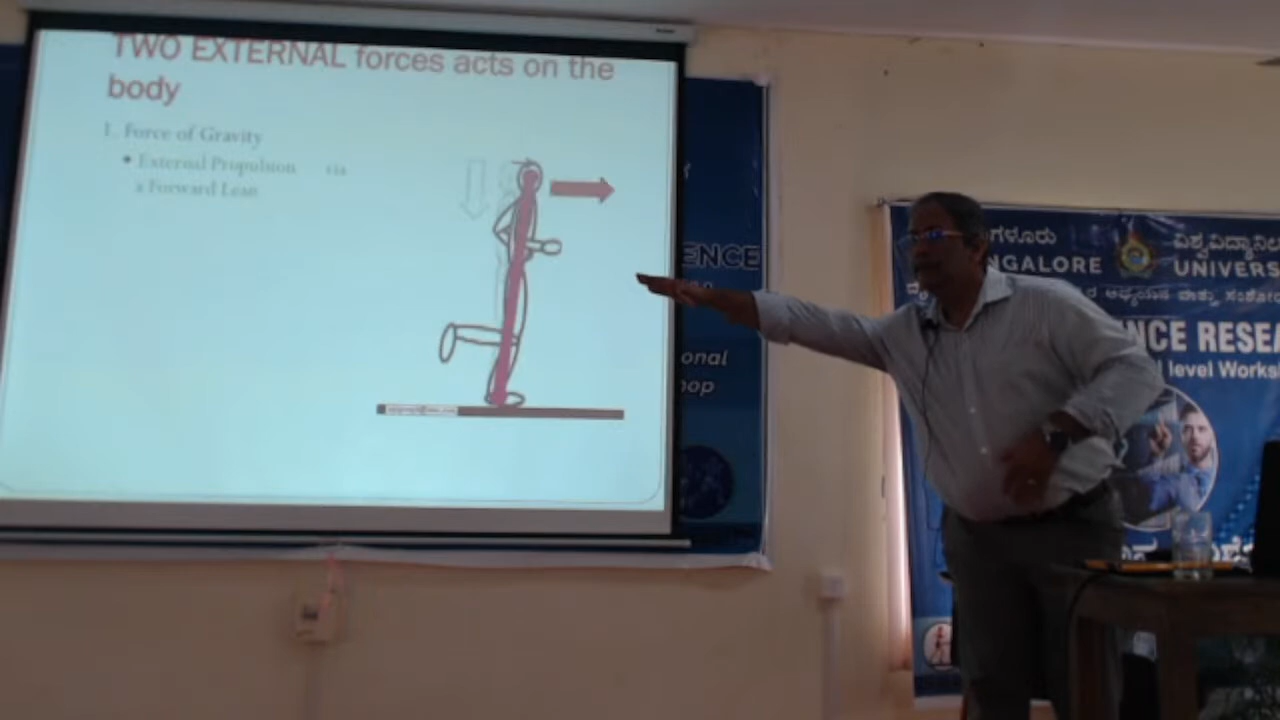 TWO EXTERNAL forces acts on the
body
1. Force of Gravity
• External Propulsion via
a Forward Lean
ENCE
onal
hop
ಗಳೂರು
NGALORE
ವಿಶ್ವವಿದ್ಯಾನಿಲ
UNIVERS
ENCE RESEA
l level Works